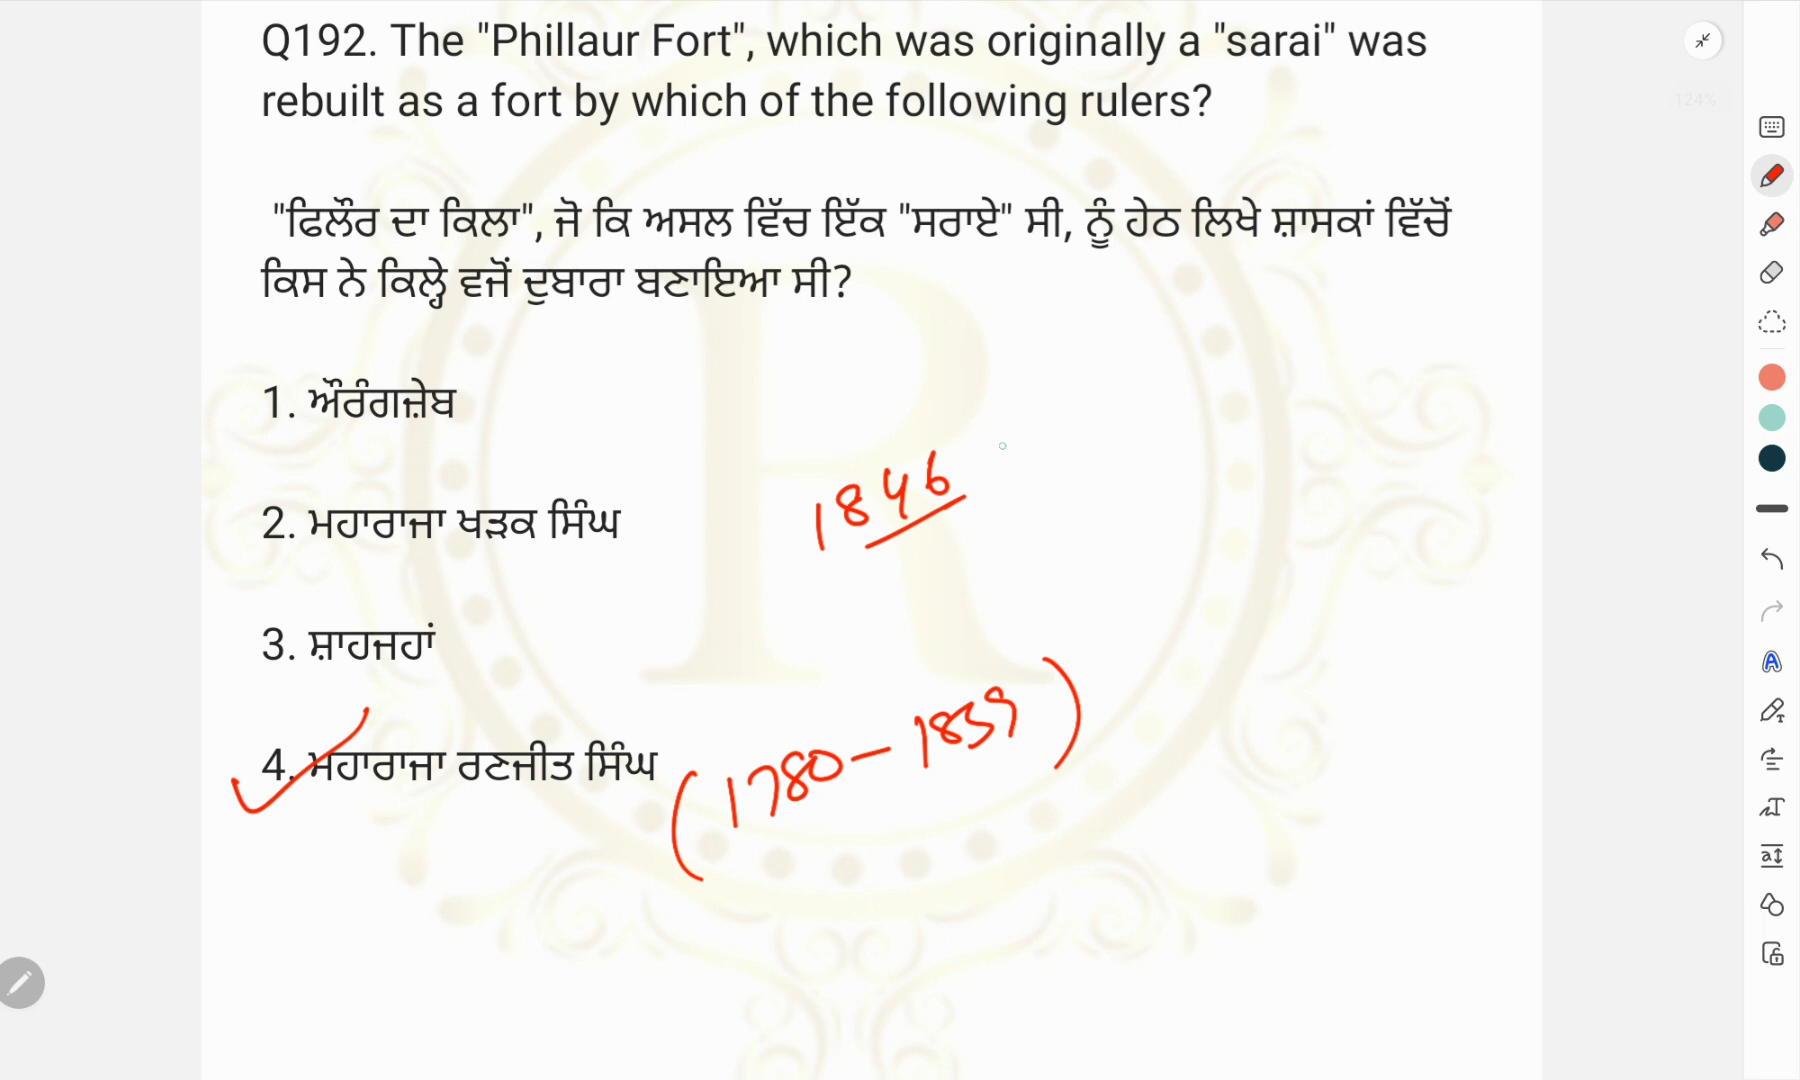 Q192. The "Phillaur Fort", which was originally a "sarai" was
rebuilt as a fort by which of the following rulers?
"ਫਿਲੌਰ ਦਾ ਕਿਲਾ", ਜੋ ਕਿ ਅਸਲ ਵਿੱਚ ਇੱਕ "ਸਰਾਏ" ਸੀ, ਨੂੰ ਹੇਠ ਲਿਖੇ ਸ਼ਾਸਕਾਂ ਵਿੱਚੋਂ
ਕਿਸ ਨੇ ਕਿਲ੍ਹੇ ਵਜੋਂ ਦੁਬਾਰਾ ਬਣਾਇਆ ਸੀ?
1. ਔਰੰਗਜ਼ੇਬ
1846
2. ਮਹਾਰਾਜਾ ਖੜਕ ਸਿੰਘ
3. ਸ਼ਾਹਜਹਾਂ
4. ਮਹਾਰਾਜਾ ਰਣਜੀਤ ਸਿੰਘ (1780-1839)
124%
R